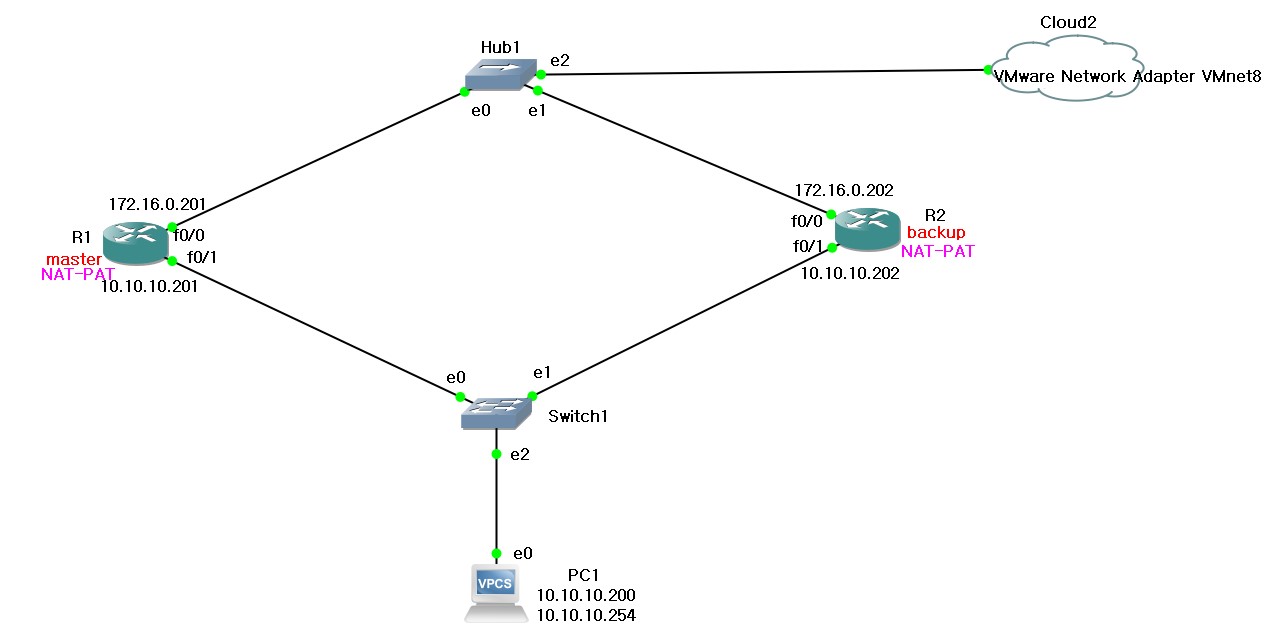 Cloud2
Hub1
e2
VMware Network Adapter VMnet8
e0
e1
172.16.0.201
172.16.0.202
R1
f0/0
f0/0
R2
master
f0/1
f0/1
backup
NAT-PAT
NAT-PAT
10.10.10.201
10.10.10.202
e0
e1
Switch1
e2
e0
VPCS
PC1
10.10.10.200
10.10.10.254